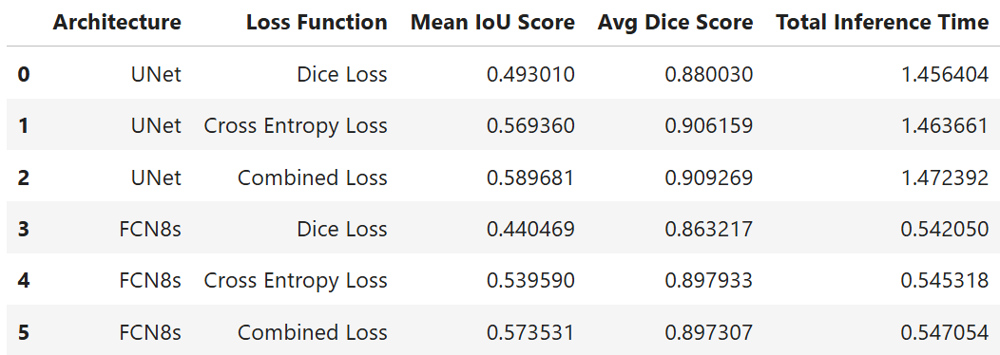 Architecture Loss Function Mean IoU Score Avg Dice Score Total Inference Time
0 UNet Dice Loss 0.493010 0.880030 1.456404
1 UNet Cross Entropy Loss 0.569360 0.906159 1.463661
2 UNet Combined Loss 0.589681 0.909269 1.472392
3 FCN8s Dice Loss 0.440469 0.863217 0.542050
4 FCN8s Cross Entropy Loss 0.539590 0.897933 0.545318
5 FCN8s Combined Loss 0.573531 0.897307 0.547054